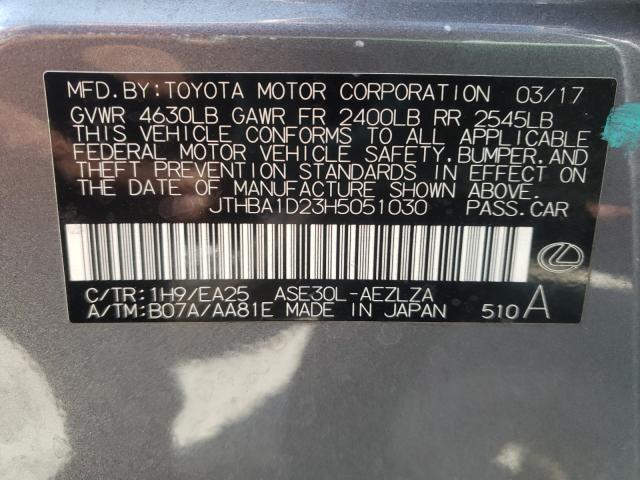 MFD.BY:TOYOTA MOTOR CORPORATION 03/17
GVWR 4630LB GAWR FR 2400LB RR 2545LB
THIS VEHICLE CONFORMS TO ALL APPLICABLE
FEDERAL MOTOR VEHICLE SAFETY,BUMPER,AND
THEFT PREVENTION STANDARDS IN EFFECT ON
THE DATE OF MANUFACTURE SHOWN ABOVE.
JTHBA1D23H5051030 PASS.CAR
C/TR:1H9/EA25 ASE30L-AEZLZA
A/TM:B07A/AA81E MADE IN JAPAN 510A